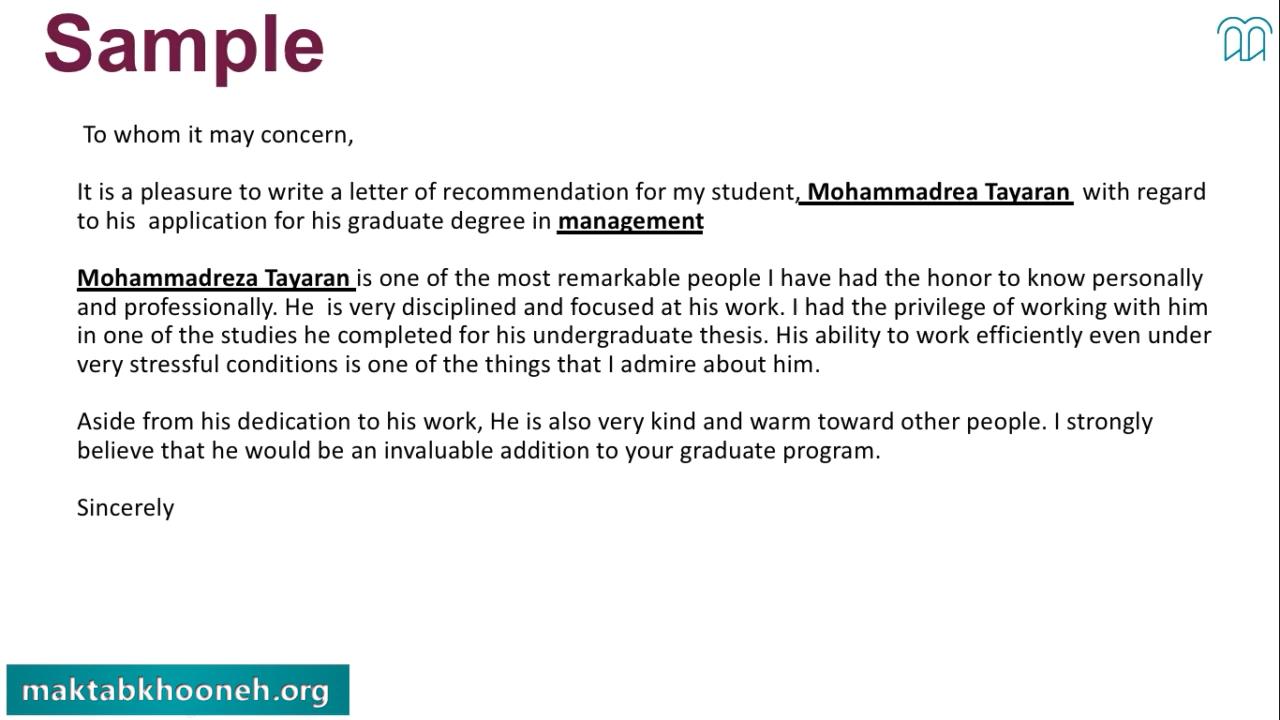 Sample
To whom it may concern,
It is a pleasure to write a letter of recommendation for my student, Mohammadrea Tayaran with regard
to his application for his graduate degree in management
Mohammadreza Tayaran is one of the most remarkable people I have had the honor to know personally
and professionally. He is very disciplined and focused at his work. I had the privilege of working with him
in one of the studies he completed for his undergraduate thesis. His ability to work efficiently even under
very stressful conditions is one of the things that I admire about him.
Aside from his dedication to his work, He is also very kind and warm toward other people. I strongly
believe that he would be an invaluable addition to your graduate program.
Sincerely
maktabkhooneh.org